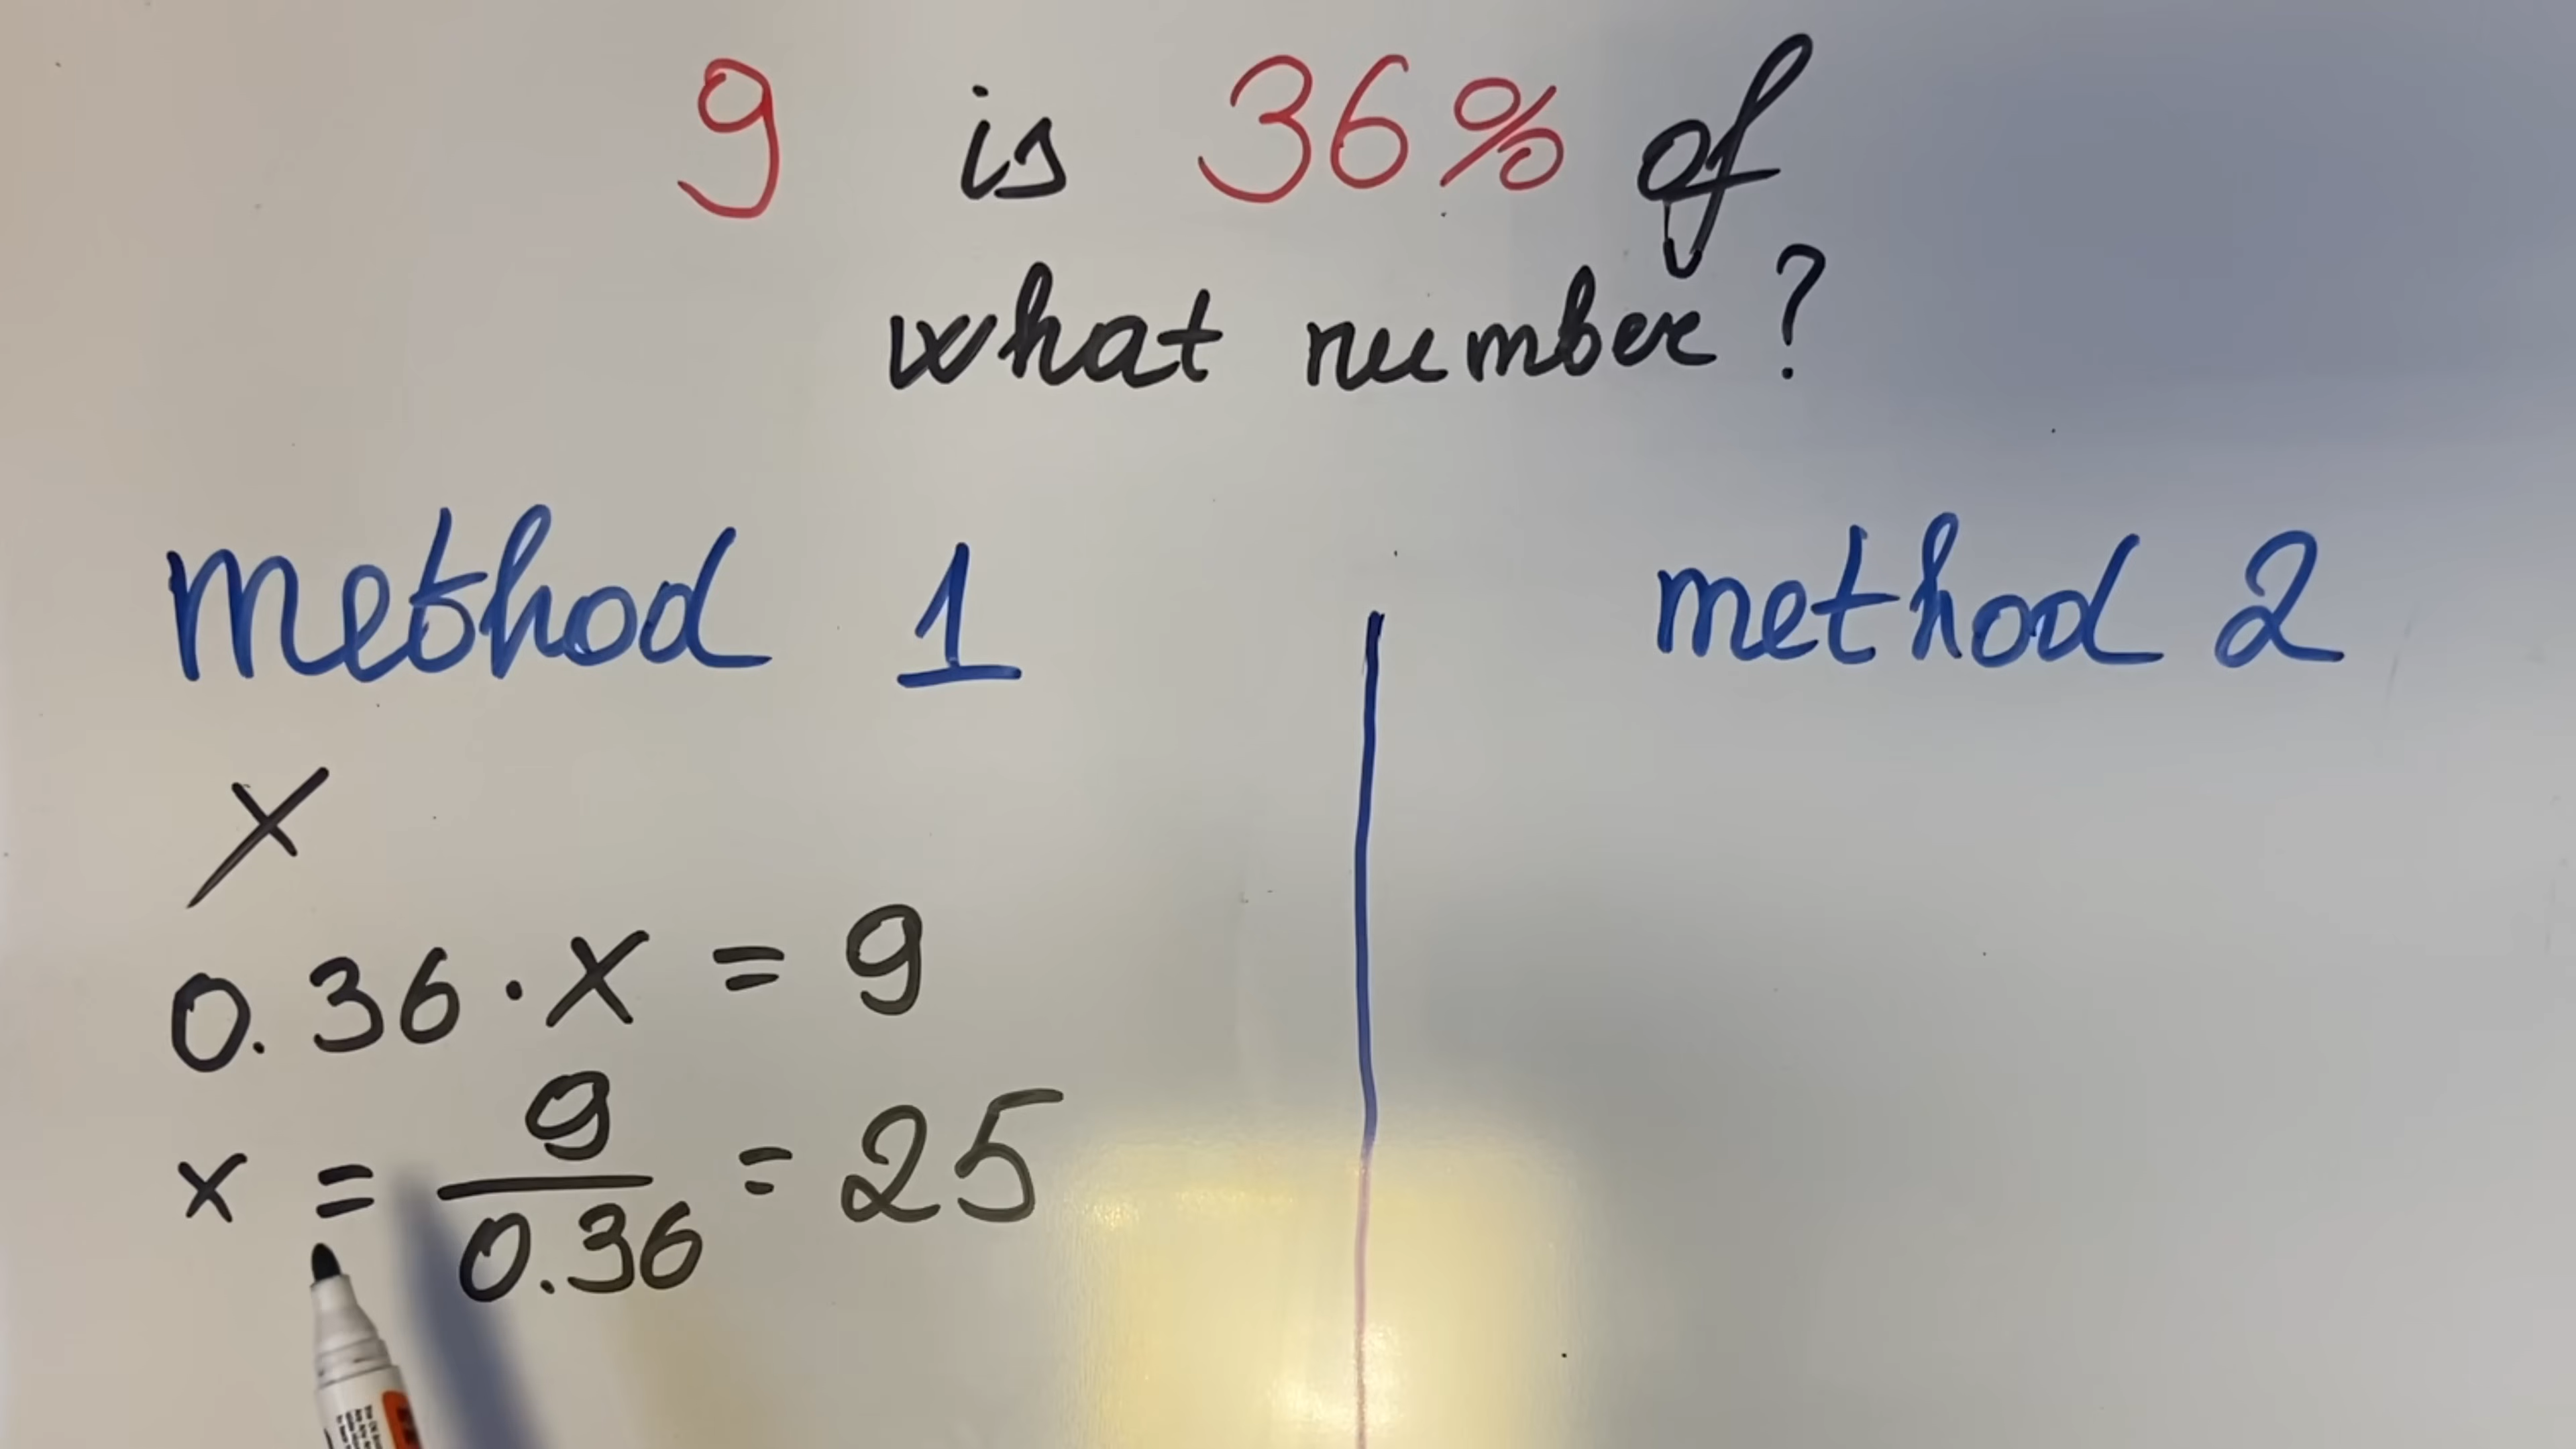 9 is 36% of
what number?
Method 1
x
0.36 · x = 9
x = 9/0.36 = 25
method 2